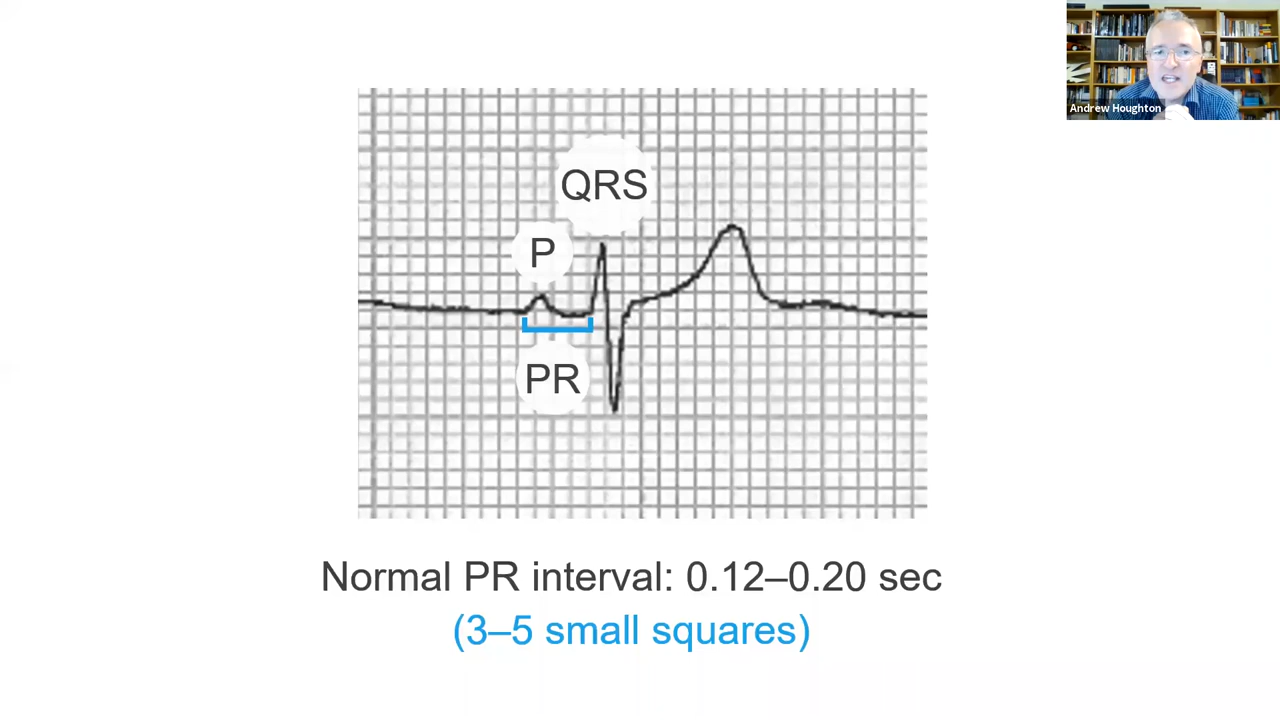 Andrew Houghton
QRS
P
PR
Normal PR interval: 0.12–0.20 sec
(3–5 small squares)